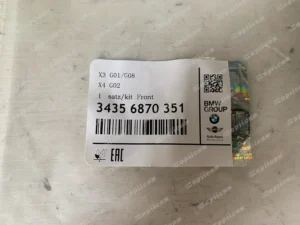 X3 G01/G08
X4 G02
1 satz/kit Front
3435 6870 351
BMW
GROUP
EAC